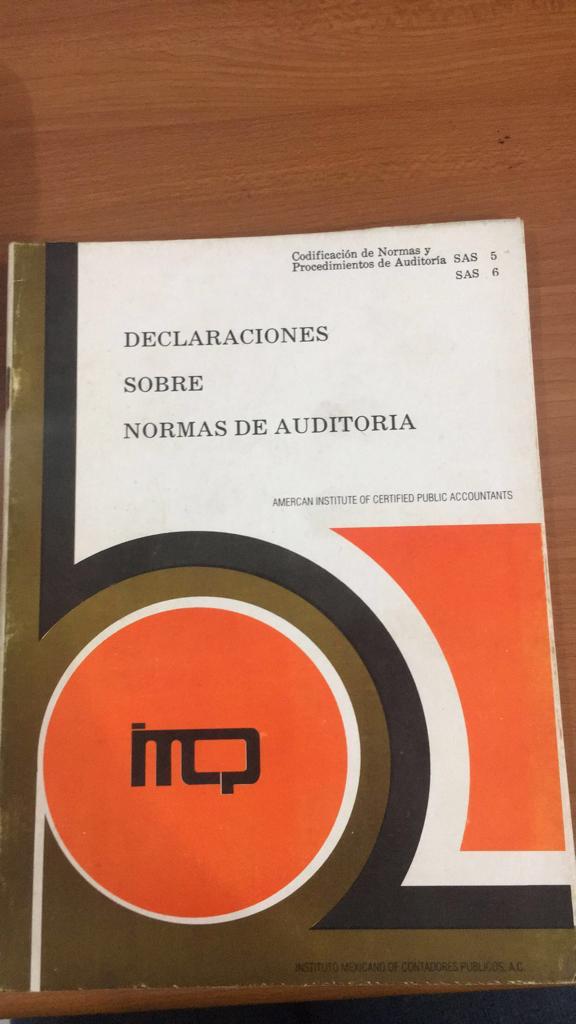 Codificación de Normas y
Procedimientos de Auditoría SAS 5
SAS 6
DECLARACIONES
SOBRE
NORMAS DE AUDITORIA
AMERCAN INSTITUTE OF CERTIFIED PUBLIC ACCOUNTANTS
imcp
INSTITUTO MEXICANO OF CONTADORES PUBLICOS, A.C.